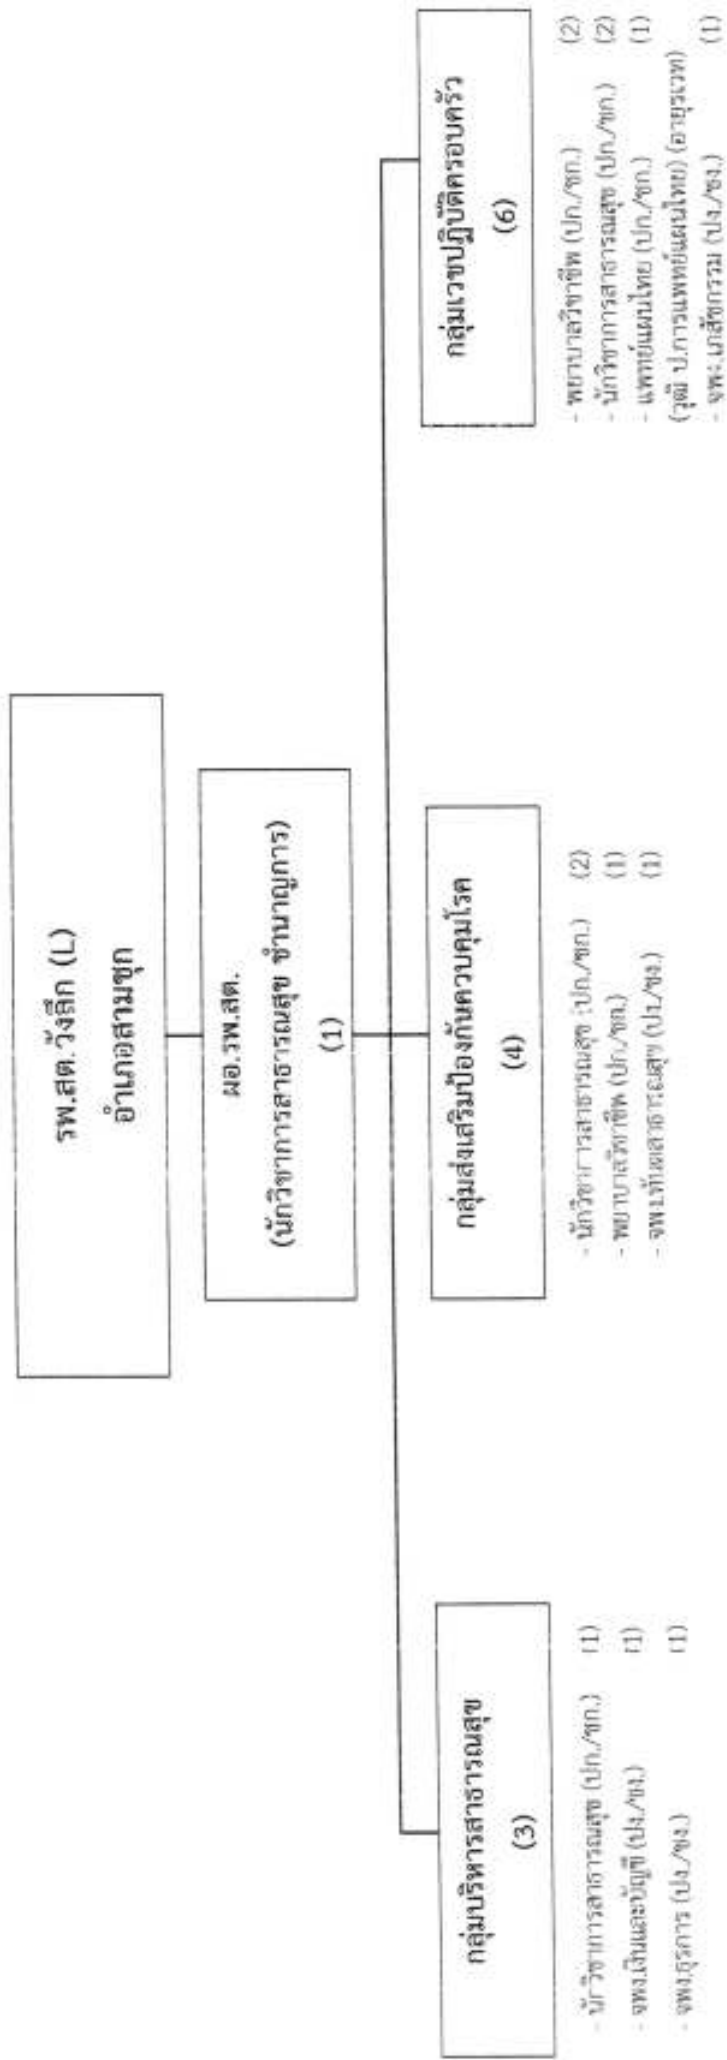 รพ.สต.วังลึก (L)
อำเภอสามชุก
ผอ.รพ.สต.
(นักวิชาการสาธารณสุข ชำนาญการ)
(1)
กลุ่มบริหารสาธารณสุข
(3)
- นักวิชาการสาธารณสุข (ปก./ชก.) (1)
- จพง.เงินและบัญชี (ปง./ชง.) (1)
- จพง.ธุรการ (ปง./ชง.) (1)
กลุ่มส่งเสริมป้องกันควบคุมโรค
(4)
- นักวิชาการสาธารณสุข (ปก./ชก.) (2)
- พยาบาลวิชาชีพ (ปก./ชก.) (1)
- จพง.ทันตสาธารณสุข (ปง./ชง.) (1)
กลุ่มเวชปฏิบัติครอบครัว
(6)
- พยาบาลวิชาชีพ (ปก./ชก.) (2)
- นักวิชาการสาธารณสุข (ปก./ชก.) (2)
- แพทย์แผนไทย (ปก./ชก.) (1)
(วุฒิ ป.การแพทย์แผนไทย) (อายุรเวท)
- จพง.เภสัชกรรม (ปง./ชง.) (1)